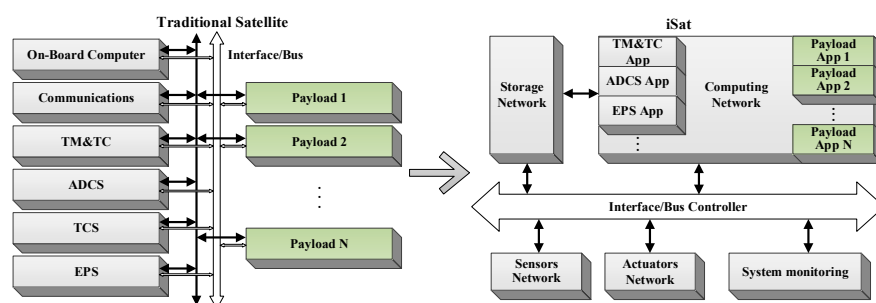 Traditional Satellite
Interface/Bus
On-Board Computer
Communications
TM&TC
ADCS
TCS
EPS
Payload 1
Payload 2
⋮
Payload N
iSat
Storage
Network
TM&TC
App
ADCS App
EPS App
⋮
Computing
Network
Payload
App 1
Payload
App 2
⋮
Payload
App N
Interface/Bus Controller
Sensors
Network
Actuators
Network
System monitoring